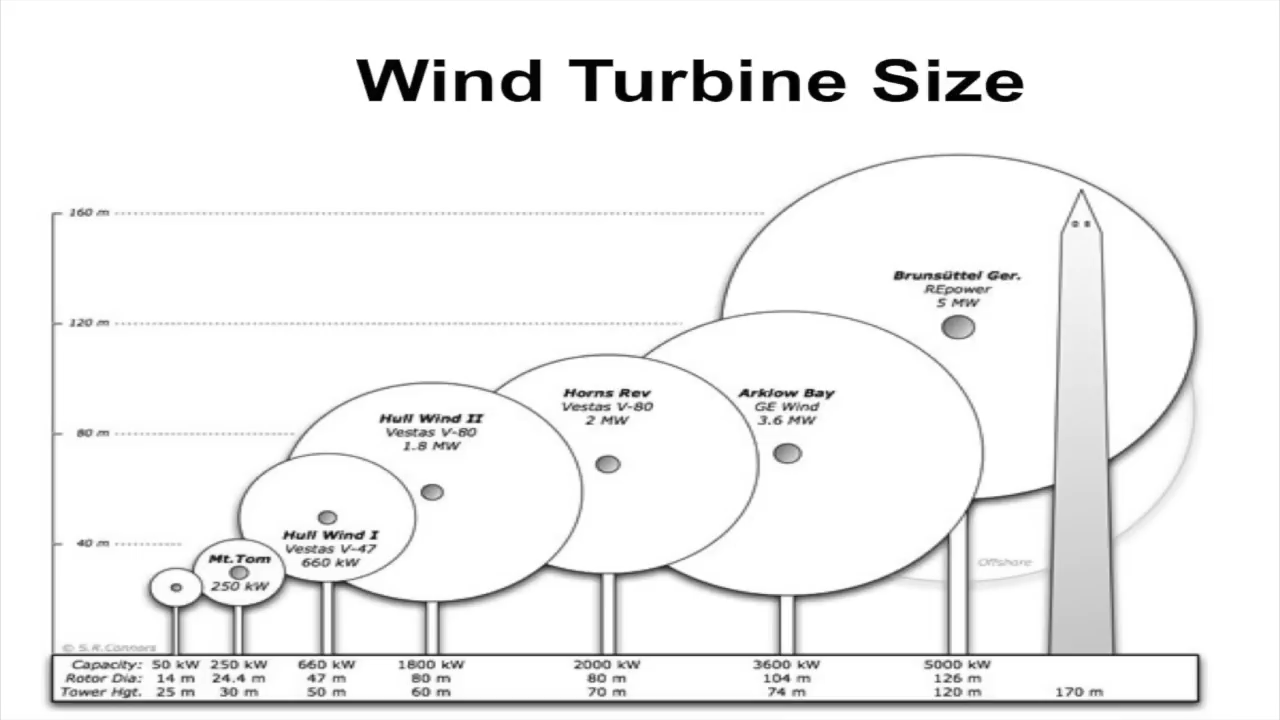 Wind Turbine Size
160 m
120 m
80 m
40 m
Brunsüttel Ger.
REpower
5 MW
Arklow Bay
GE Wind
3.6 MW
Horns Rev
Vestas V-80
2 MW
Hull Wind II
Vestas V-80
1.8 MW
Hull Wind I
Vestas V-47
660 kW
Mt.Tom
250 kW
Offshore
© S.R.Connors
Capacity: 50 kW 250 kW 660 kW 1800 kW 2000 kW 3600 kW 5000 kW
Rotor Dia: 14 m 24.4 m 47 m 80 m 80 m 104 m 126 m
Tower Hgt. 25 m 30 m 50 m 60 m 70 m 74 m 120 m 170 m